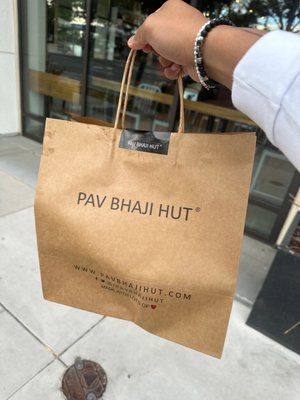 PAV BHAJI HUT
PAV BHAJI HUT®
WWW.PAVBHAJIHUT.COM
MADE WITH LOTS OF ❤